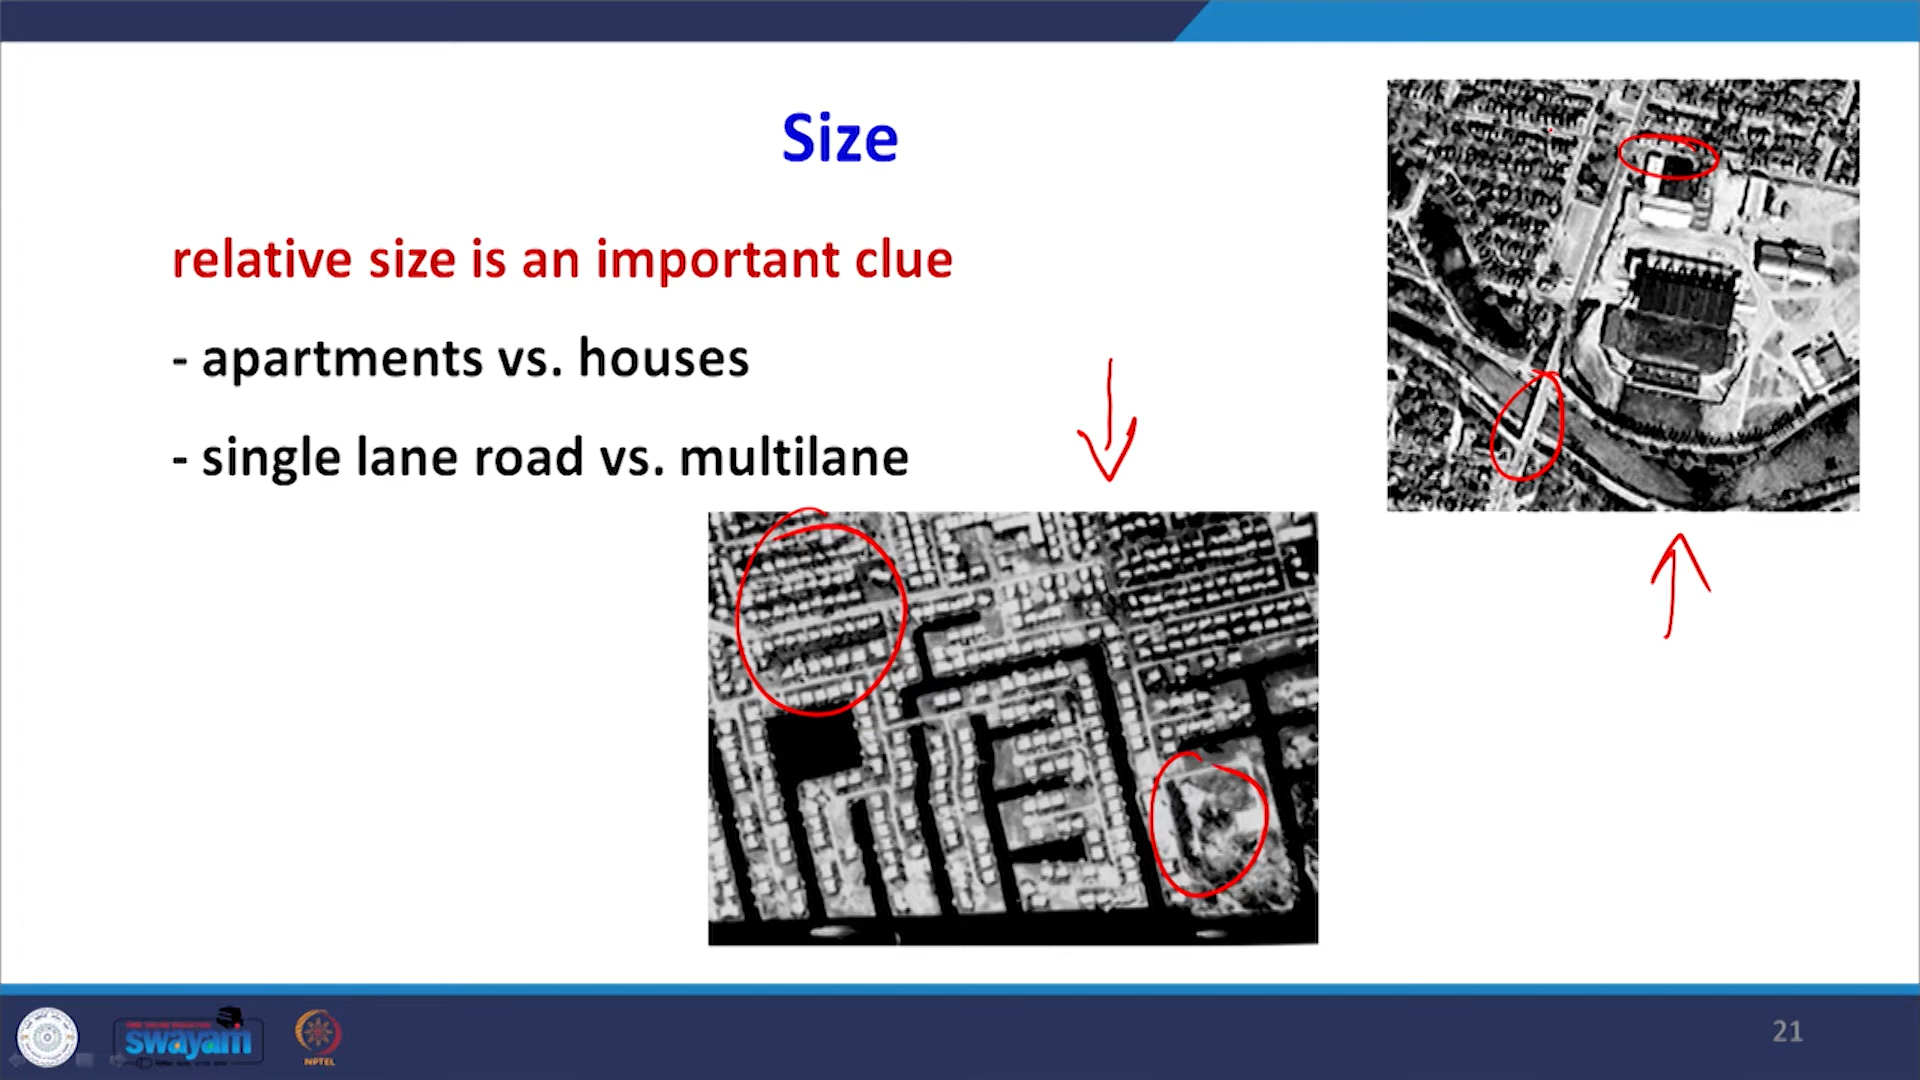 Size
relative size is an important clue
- apartments vs. houses
- single lane road vs. multilane
swayam
NPTEL
21